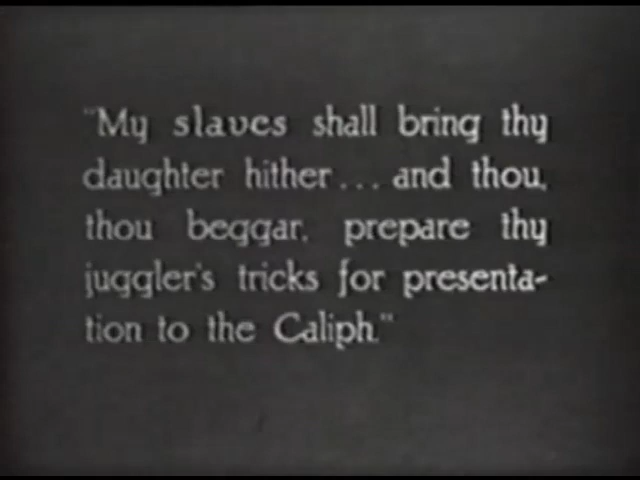 "My slaves shall bring thy
daughter hither... and thou,
thou beggar, prepare thy
juggler's tricks for presenta-
tion to the Caliph."